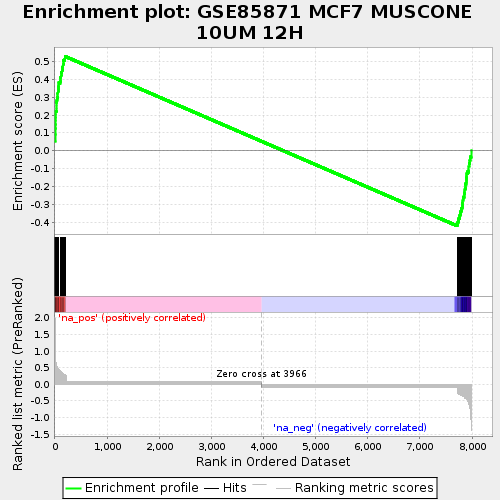 Enrichment plot: GSE85871 MCF7 MUSCONE
10UM 12H
Enrichment score (ES)
0.5
0.4
0.3
0.2
0.1
0.0
-0.1
-0.2
-0.3
-0.4
'na_pos' (positively correlated)
Ranked list metric (PreRanked)
2.0
1.5
1.0
0.5
0.0
-0.5
-1.0
-1.5
Zero cross at 3966
'na_neg' (negatively correlated)
0 1,000 2,000 3,000 4,000 5,000 6,000 7,000 8,000
Rank in Ordered Dataset
Enrichment profile Hits Ranking metric scores